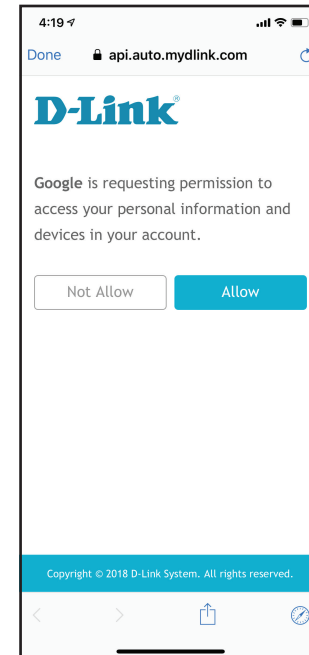 4:19
Done api.auto.mydlink.com
D-Link®
Google is requesting permission to
access your personal information and
devices in your account.
Not Allow Allow
Copyright © 2018 D-Link System. All rights reserved.